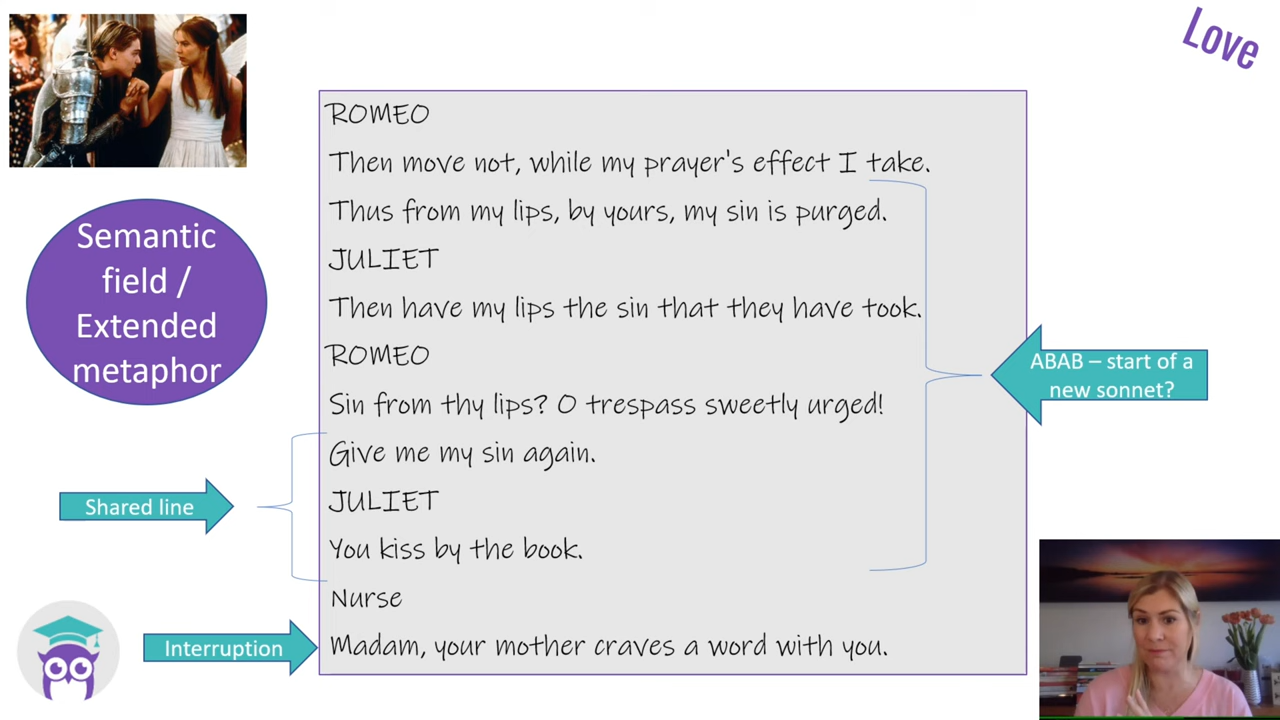 Love
ROMEO
Then move not, while my prayer's effect I take.
Thus from my lips, by yours, my sin is purged.
JULIET
Then have my lips the sin that they have took.
ROMEO
Sin from thy lips? O trespass sweetly urged!
Give me my sin again.
JULIET
You kiss by the book.
Nurse
Madam, your mother craves a word with you.
Semantic
field /
Extended
metaphor
Shared line
Interruption
ABAB – start of a
new sonnet?